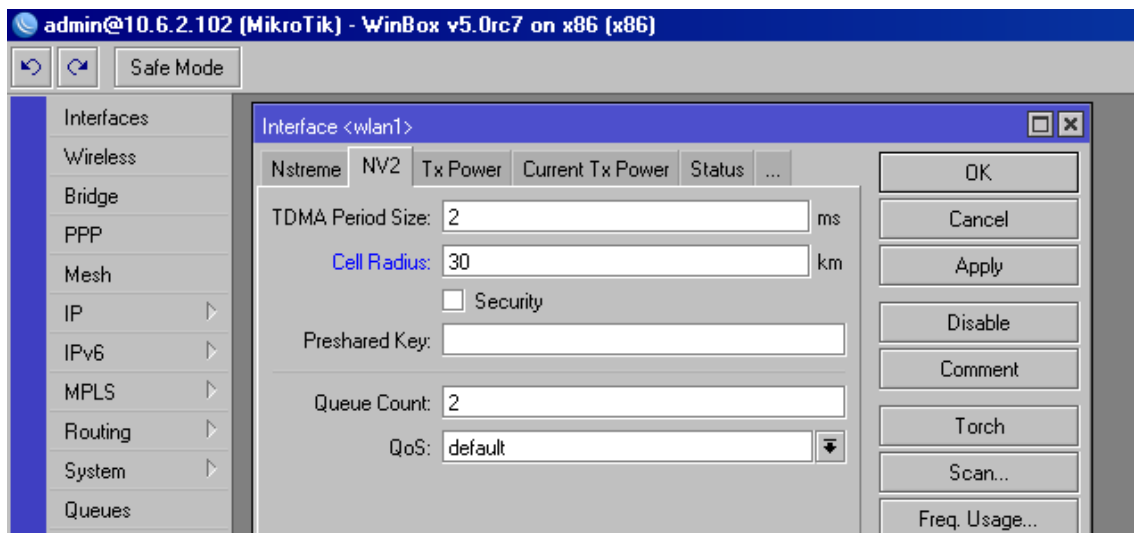 admin@10.6.2.102 (MikroTik) - WinBox v5.0rc7 on x86 (x86)
Safe Mode
Interfaces
Wireless
Bridge
PPP
Mesh
IP
IPv6
MPLS
Routing
System
Queues
Interface <wlan1>
Nstreme NV2 Tx Power Current Tx Power Status ...
TDMA Period Size: 2 ms
Cell Radius: 30 km
Security
Preshared Key:
Queue Count: 2
QoS: default
OK
Cancel
Apply
Disable
Comment
Torch
Scan...
Freq. Usage...